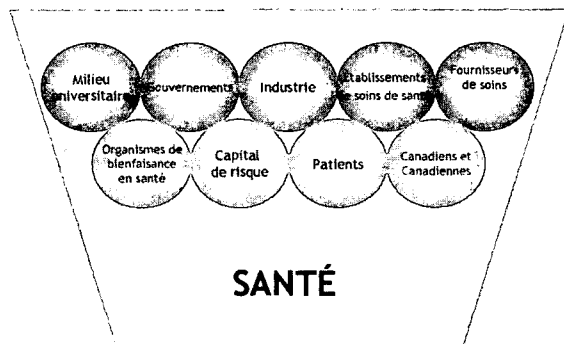 Milieu
universitaire
Gouvernements
Industrie
Établissements
de soins de santé
Fournisseurs
de soins
Organismes de
bienfaisance
en santé
Capital
de risque
Patients
Canadiens et
Canadiennes
SANTÉ